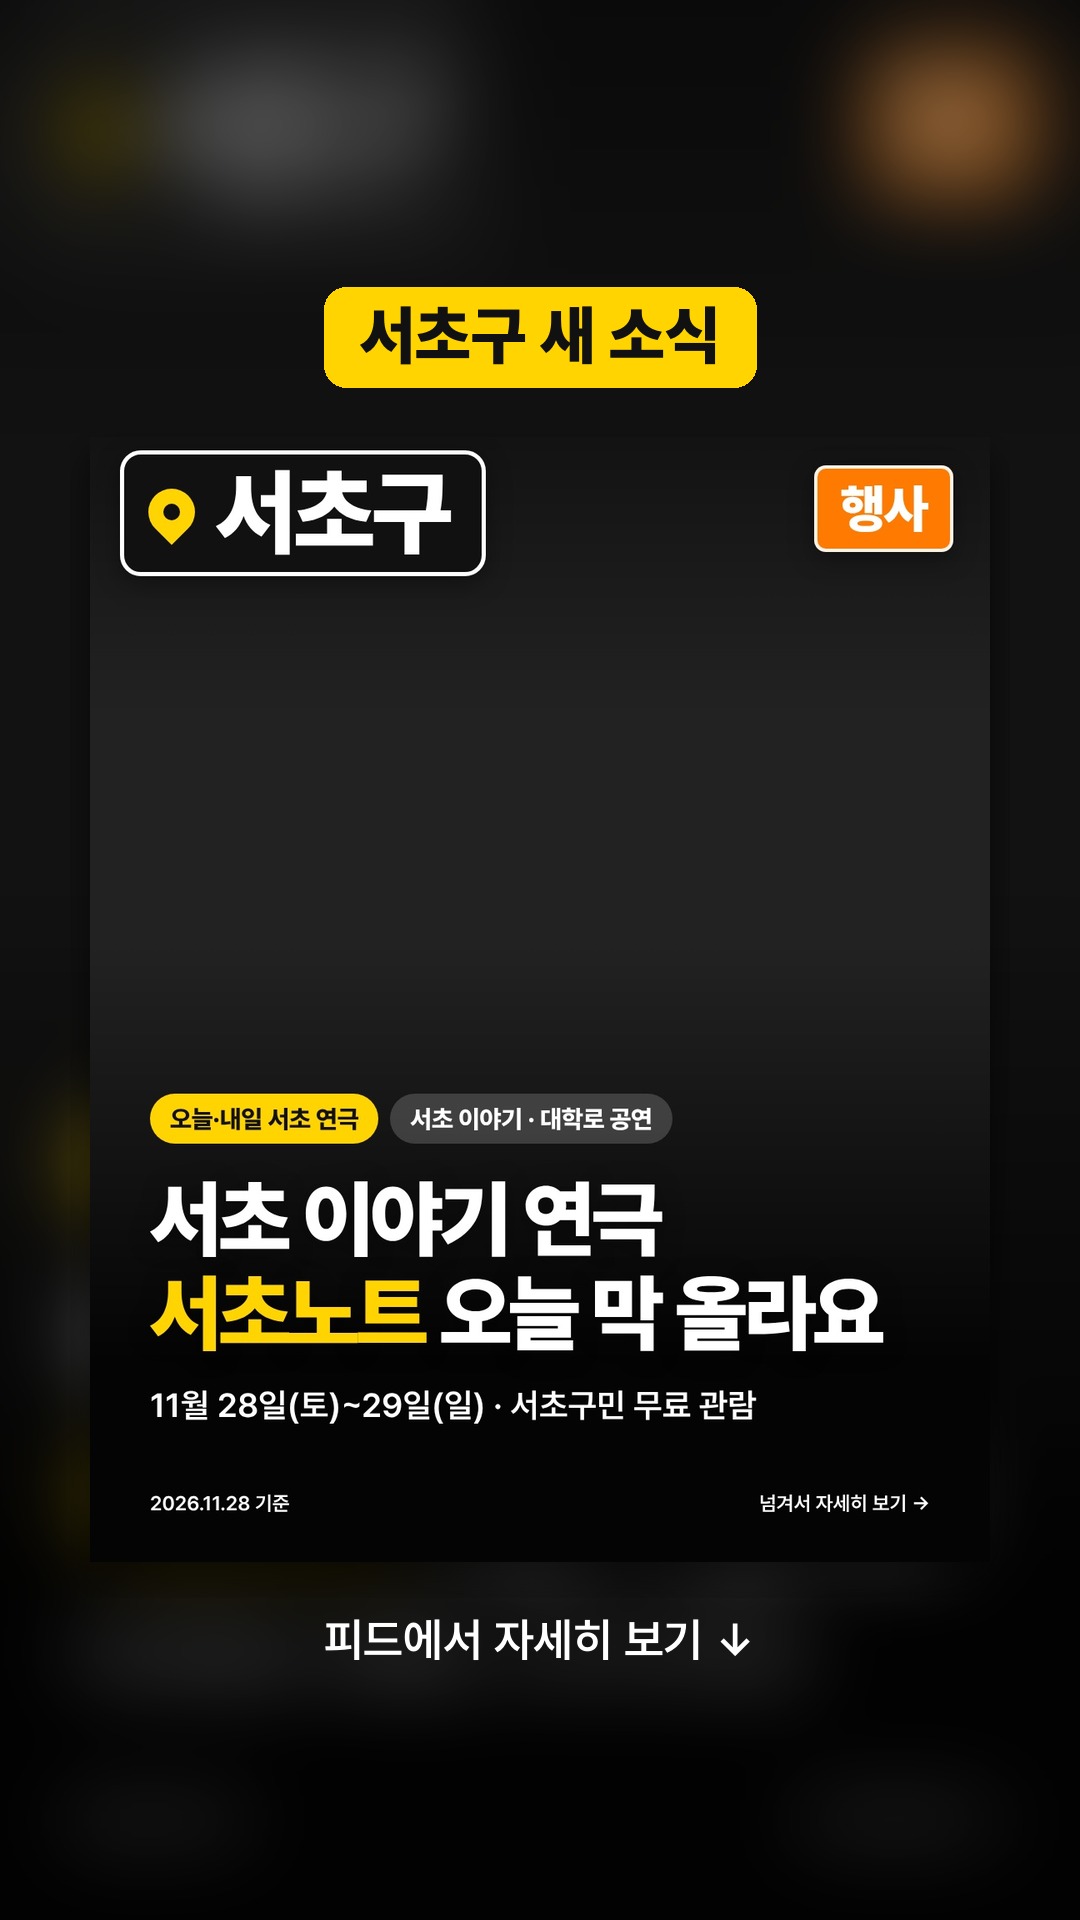 서초구 새 소식
서초구
행사
오늘·내일 서초 연극
서초 이야기 · 대학로 공연
서초 이야기 연극
서초노트 오늘 막 올라요
11월 28일(토)~29일(일) · 서초구민 무료 관람
2026.11.28 기준
넘겨서 자세히 보기 →
피드에서 자세히 보기 ↓